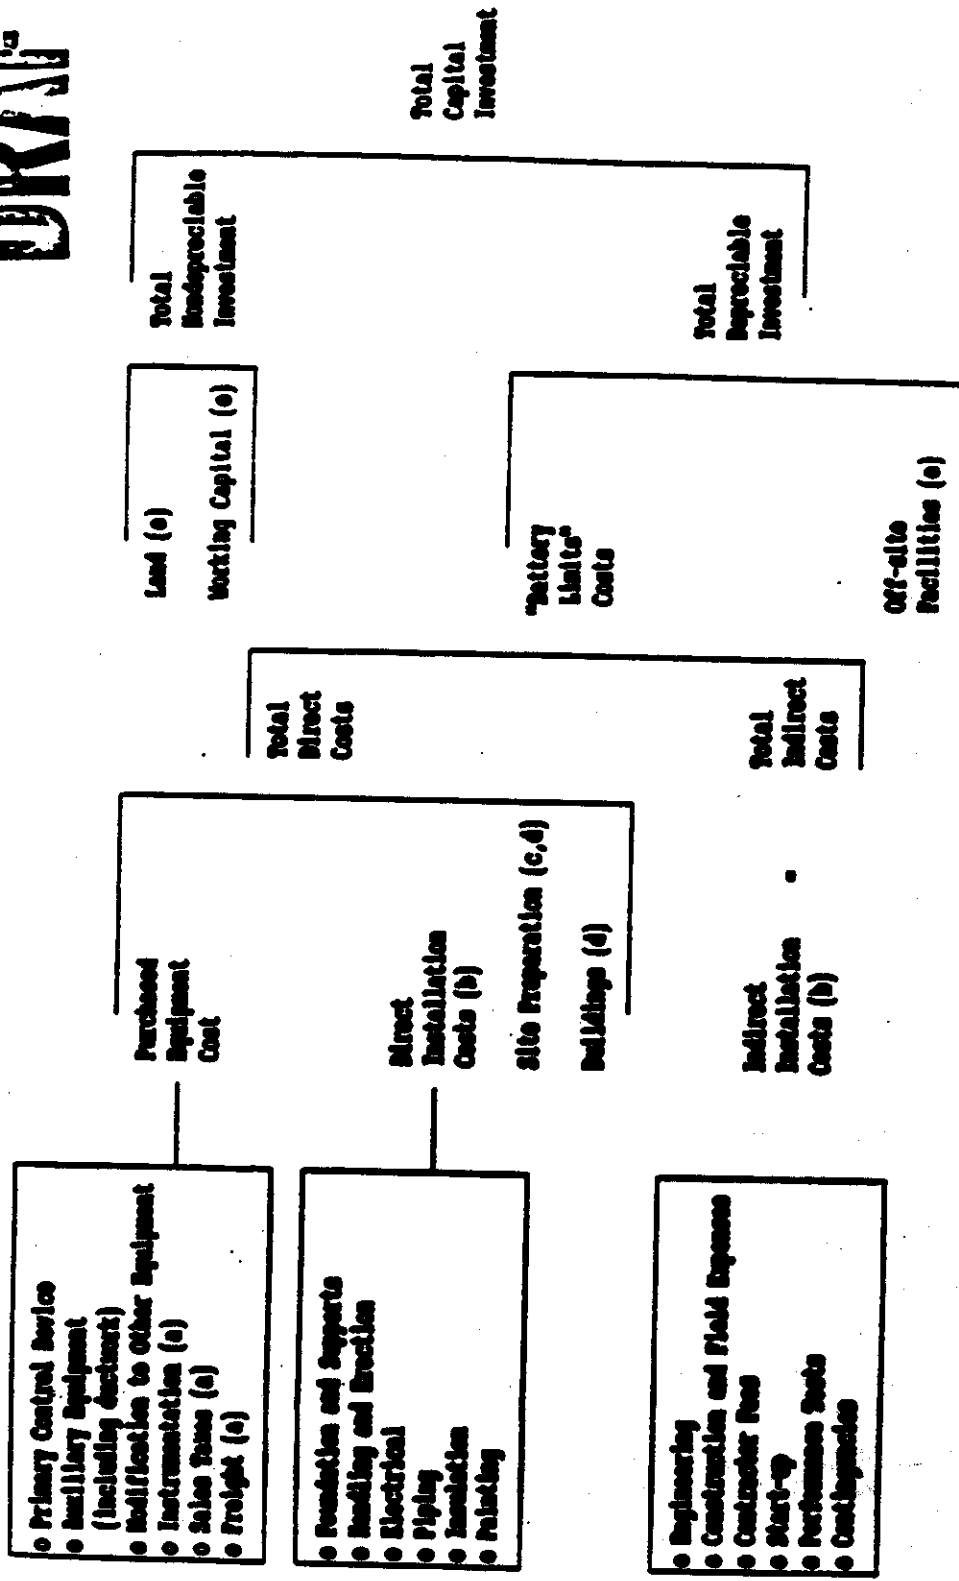 DRAFT
Primary Control Device
Auxiliary Equipment
(including ductwork)
Modification to Other Equipment
Instrumentation (a)
Sales Taxes (a)
Freight (a)
Foundation and Supports
Handling and Erection
Electrical
Piping
Insulation
Painting
Engineering
Construction and Field Expenses
Contractor Fees
Start-up
Performance Tests
Contingencies
Purchased
Equipment
Cost
Direct
Installation
Costs (b)
Site Preparation (c,d)
Buildings (d)
Indirect
Installation
Costs (b)
Total
Direct
Costs
Total
Indirect
Costs
Land (e)
Working Capital (e)
"Battery
Limits"
Costs
Off-site
Facilities (e)
Total
Nondepreciable
Investment
Total
Depreciable
Investment
Total
Capital
Investment